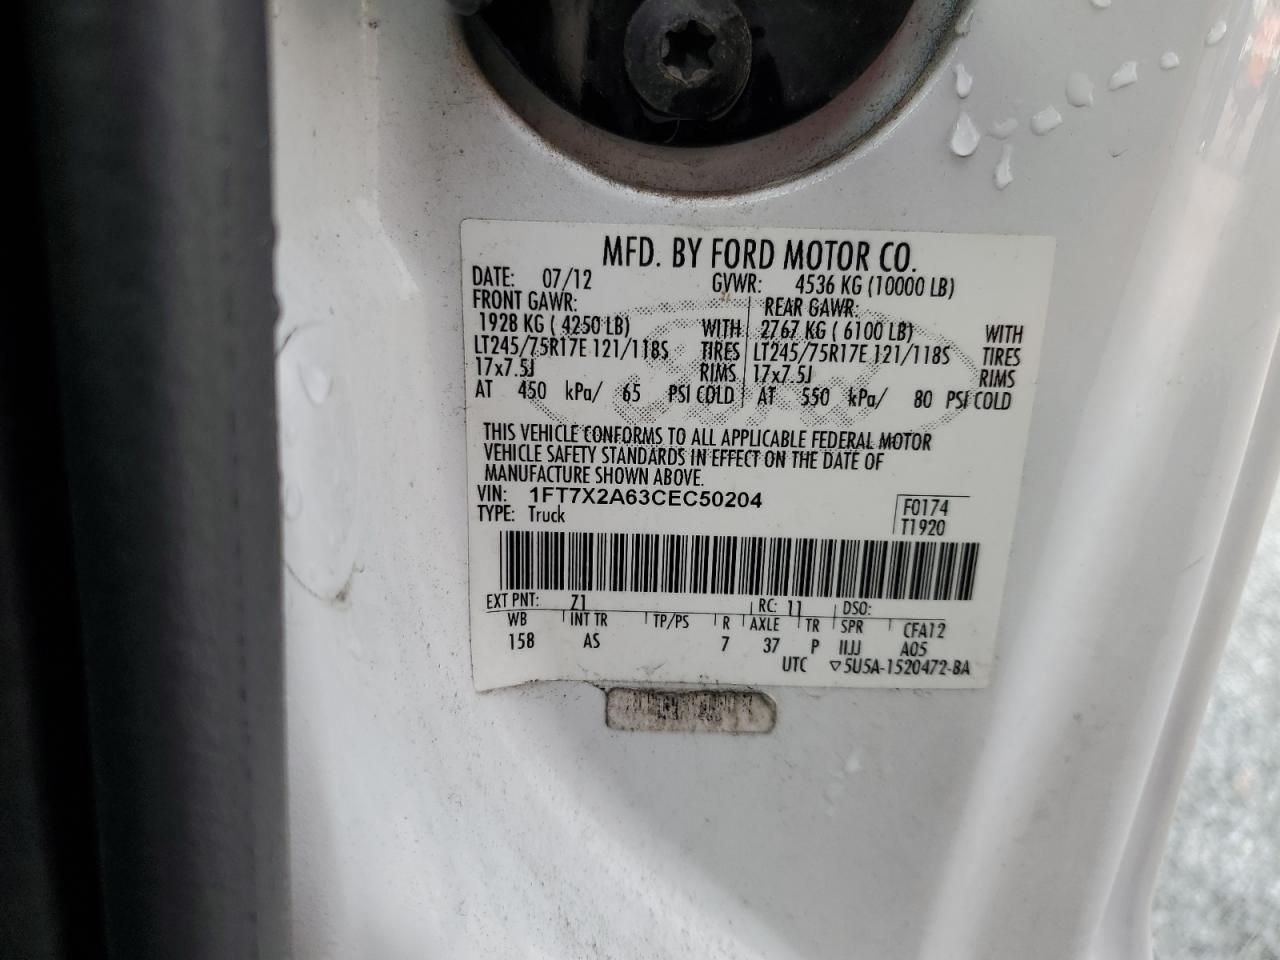 MFD. BY FORD MOTOR CO.
DATE: 07/12 GVWR: 4536 KG (10000 LB)
FRONT GAWR: REAR GAWR:
1928 KG ( 4250 LB) WITH 2767 KG ( 6100 LB) WITH
LT245/75R17E 121/118S TIRES LT245/75R17E 121/118S TIRES
17x7.5J RIMS 17x7.5J RIMS
AT 450 kPa/ 65 PSI COLD AT 550 kPa/ 80 PSI COLD
THIS VEHICLE CONFORMS TO ALL APPLICABLE FEDERAL MOTOR
VEHICLE SAFETY STANDARDS IN EFFECT ON THE DATE OF
MANUFACTURE SHOWN ABOVE.
VIN: 1FT7X2A63CEC50204 F0174
TYPE: Truck T1920
EXT PNT: Z1 RC: 11 DSO:
WB INT TR TP/PS R AXLE TR SPR CFA12
158 AS 7 37 P IIJJ A05
UTC ▽5U5A-1520472-BA